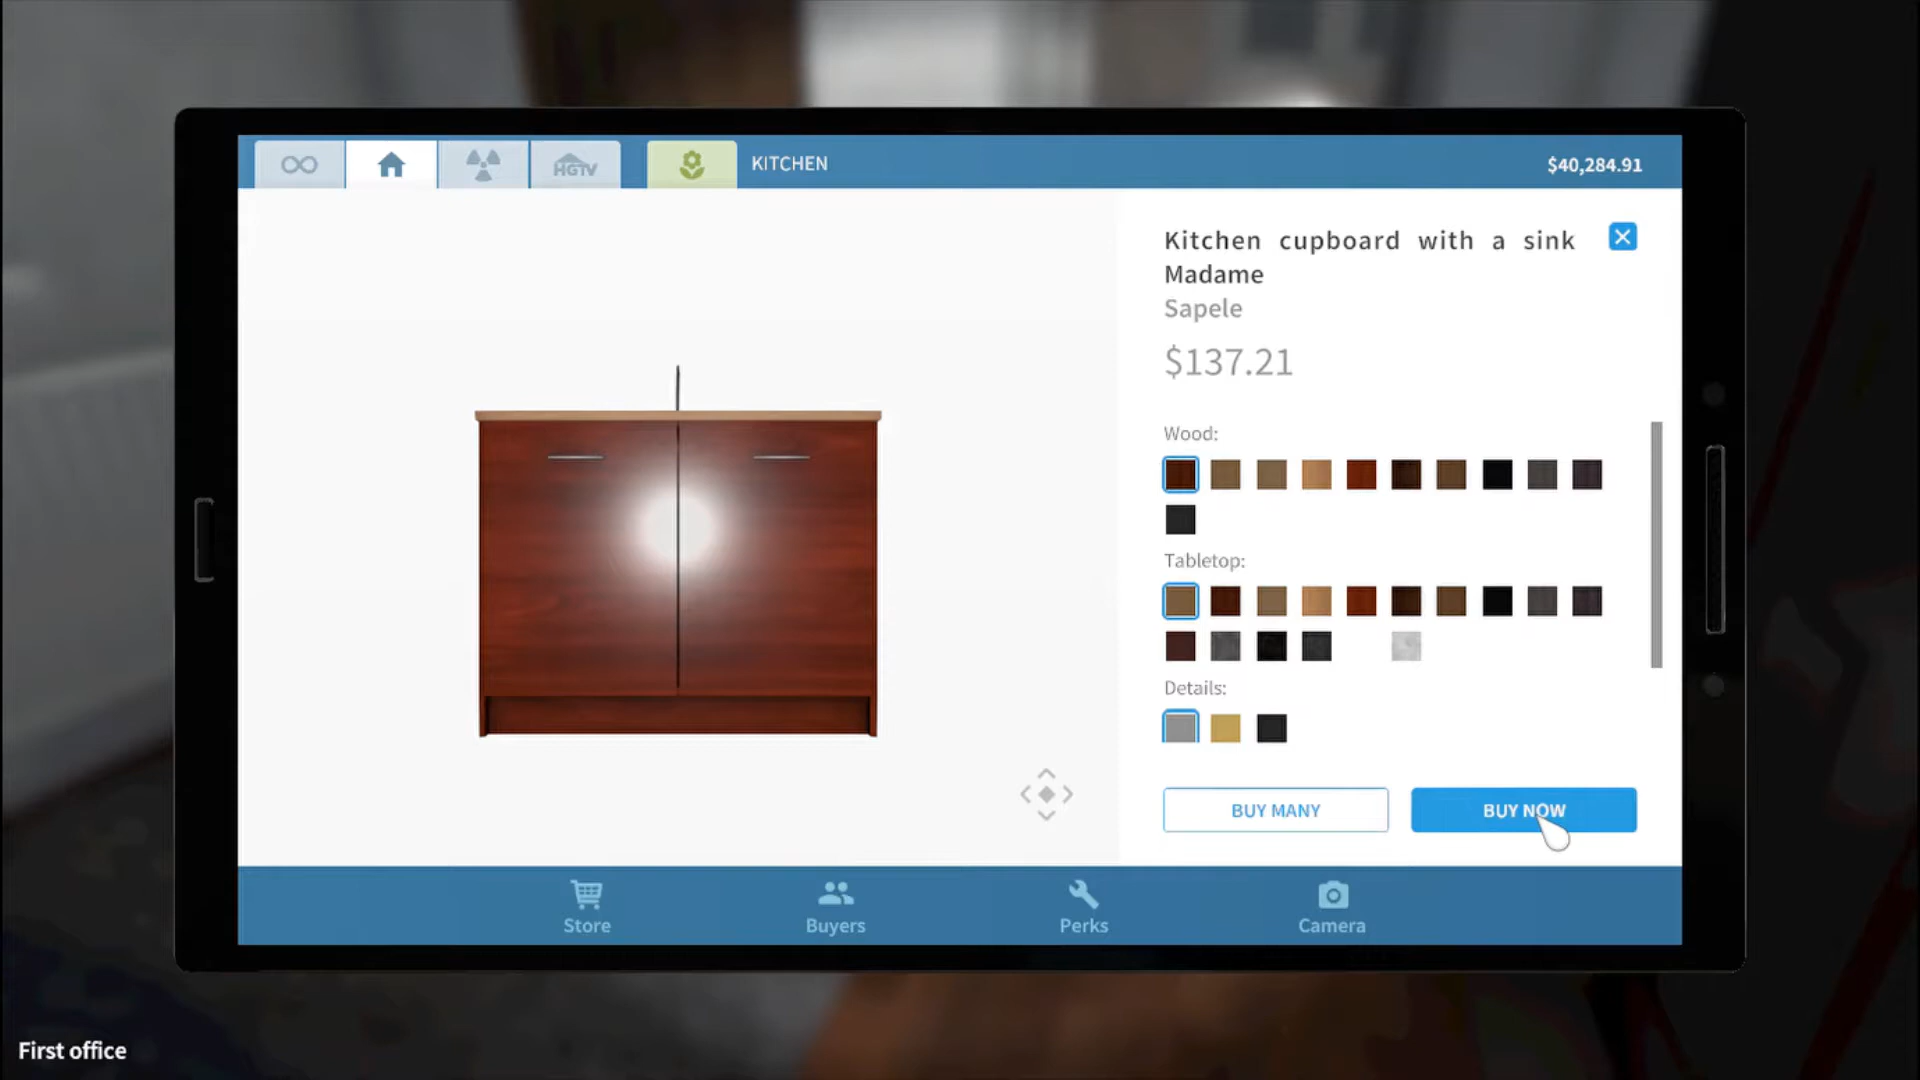 HGTV
KITCHEN
$40,284.91
Kitchen cupboard with a sink
Madame
Sapele
$137.21
Wood:
Tabletop:
Details:
BUY MANY
BUY NOW
Store
Buyers
Perks
Camera
First office